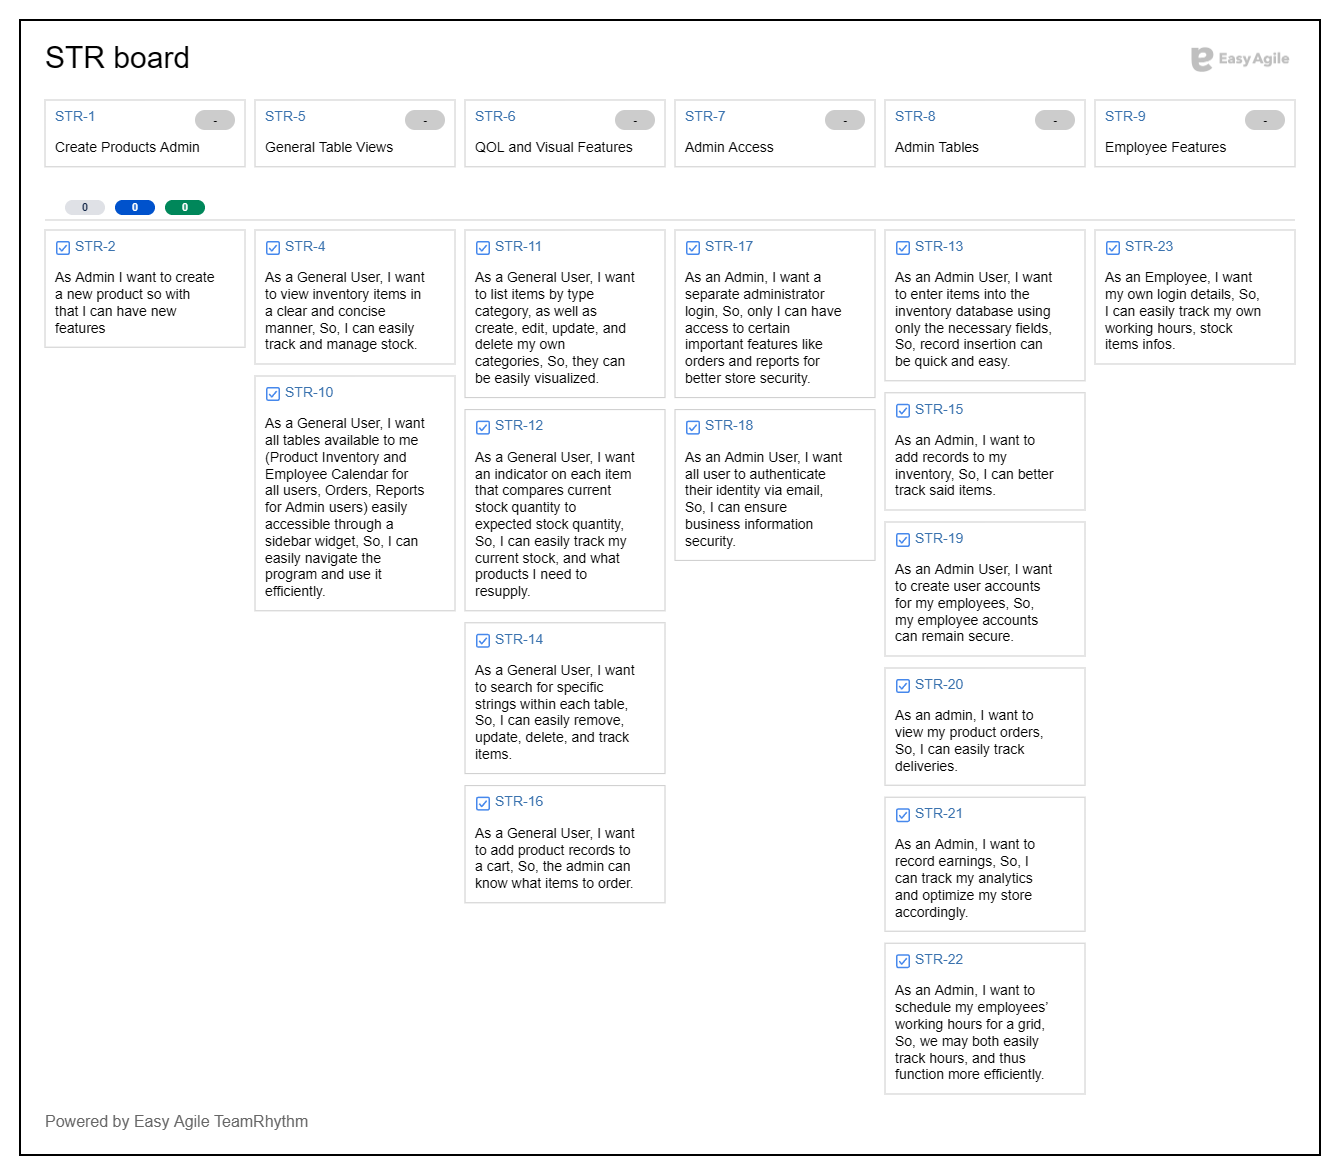 STR board
Easy Agile
STR-1
-
Create Products Admin
STR-5
-
General Table Views
STR-6
-
QOL and Visual Features
STR-7
-
Admin Access
STR-8
-
Admin Tables
STR-9
-
Employee Features
0
0
0
STR-2
As Admin I want to create
a new product so with
that I can have new
features
STR-4
As a General User, I want
to view inventory items in
a clear and concise
manner, So, I can easily
track and manage stock.
STR-10
As a General User, I want
all tables available to me
(Product Inventory and
Employee Calendar for
all users, Orders, Reports
for Admin users) easily
accessible through a
sidebar widget, So, I can
easily navigate the
program and use it
efficiently.
STR-11
As a General User, I want
to list items by type
category, as well as
create, edit, update, and
delete my own
categories, So, they can
be easily visualized.
STR-12
As a General User, I want
an indicator on each item
that compares current
stock quantity to
expected stock quantity,
So, I can easily track my
current stock, and what
products I need to
resupply.
STR-14
As a General User, I want
to search for specific
strings within each table,
So, I can easily remove,
update, delete, and track
items.
STR-16
As a General User, I want
to add product records to
a cart, So, the admin can
know what items to order.
STR-17
As an Admin, I want a
separate administrator
login, So, only I can have
access to certain
important features like
orders and reports for
better store security.
STR-18
As an Admin User, I want
all user to authenticate
their identity via email,
So, I can ensure
business information
security.
STR-13
As an Admin User, I want
to enter items into the
inventory database using
only the necessary fields,
So, record insertion can
be quick and easy.
STR-15
As an Admin, I want to
add records to my
inventory, So, I can better
track said items.
STR-19
As an Admin User, I want
to create user accounts
for my employees, So,
my employee accounts
can remain secure.
STR-20
As an admin, I want to
view my product orders,
So, I can easily track
deliveries.
STR-21
As an Admin, I want to
record earnings, So, I
can track my analytics
and optimize my store
accordingly.
STR-22
As an Admin, I want to
schedule my employees’
working hours for a grid,
So, we may both easily
track hours, and thus
function more efficiently.
STR-23
As an Employee, I want
my own login details, So,
I can easily track my own
working hours, stock
items infos.
Powered by Easy Agile TeamRhythm